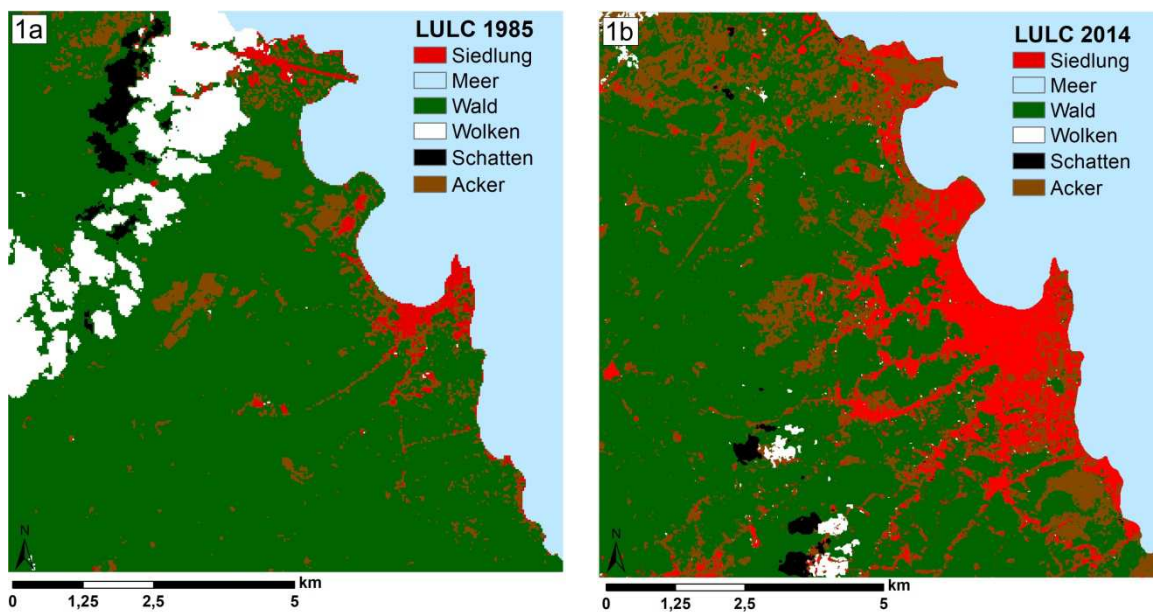 1a
LULC 1985
Siedlung
Meer
Wald
Wolken
Schatten
Acker
N
km
0 1,25 2,5 5
1b
LULC 2014
Siedlung
Meer
Wald
Wolken
Schatten
Acker
N
km
0 1,25 2,5 5